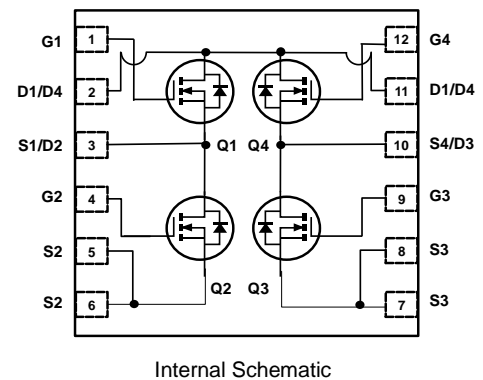 G1 1 12 G4
D1/D4 2 11 D1/D4
S1/D2 3 Q1 Q4 10 S4/D3
G2 4 9 G3
S2 5 8 S3
Q2 Q3
S2 6 7 S3
Internal Schematic